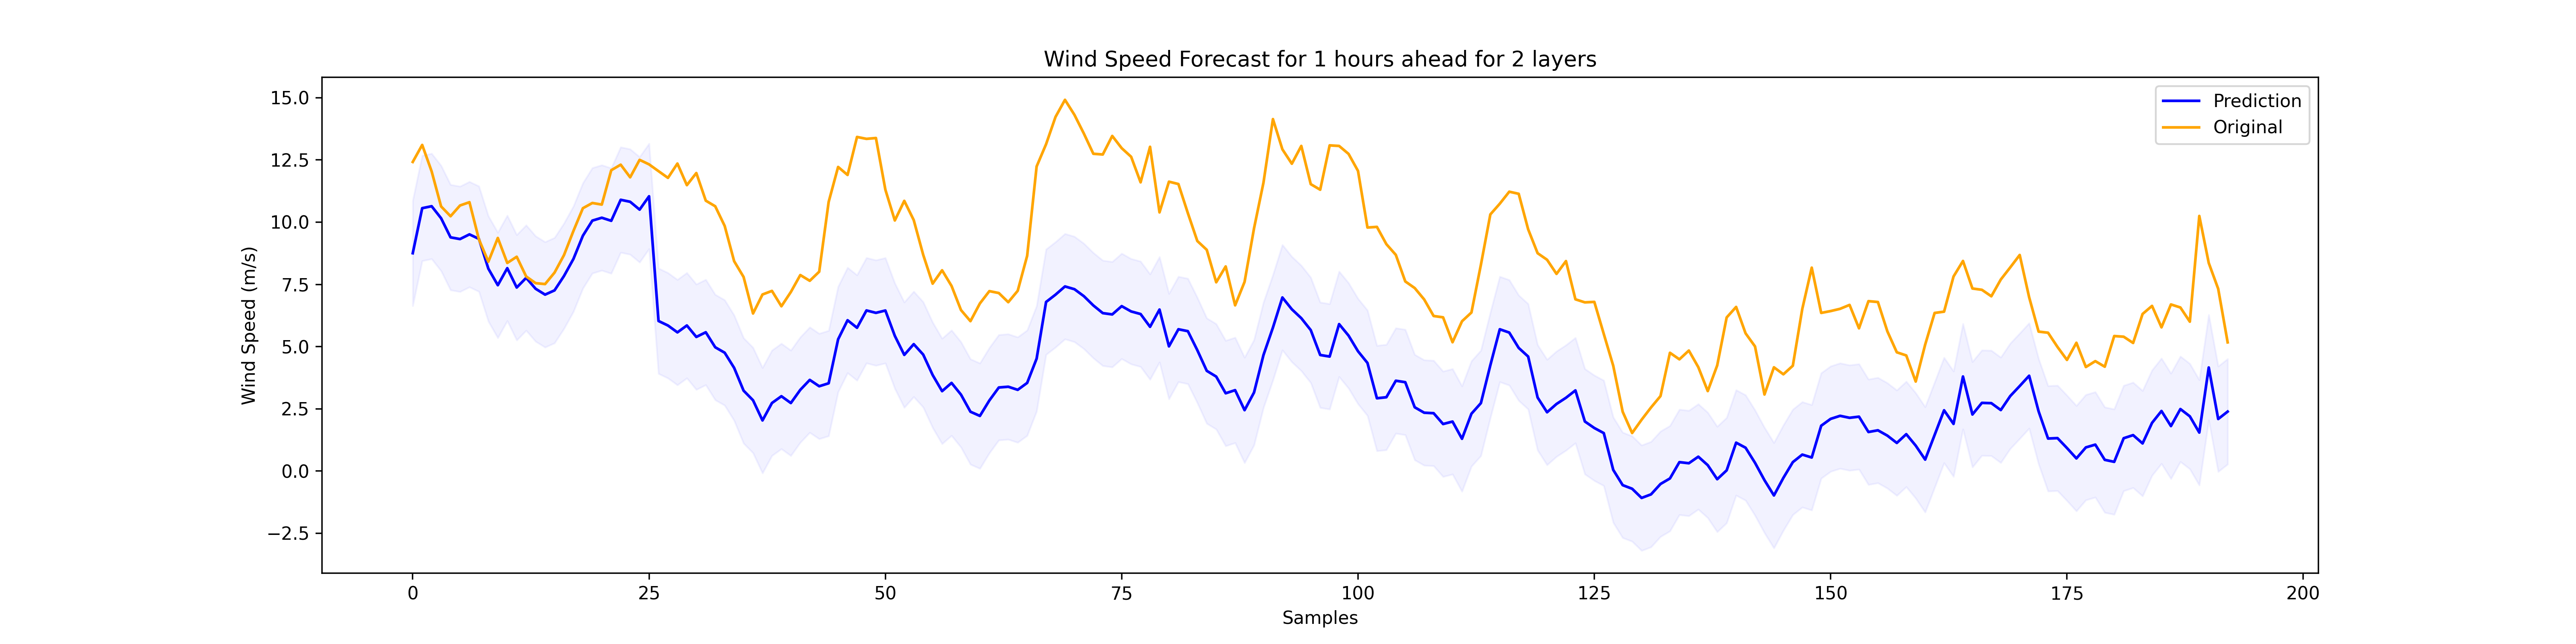 Wind Speed Forecast for 1 hours ahead for 2 layers
Prediction
Original
Wind Speed (m/s)
15.0
12.5
10.0
7.5
5.0
2.5
0.0
−2.5
0 25 50 75 100 125 150 175 200
Samples